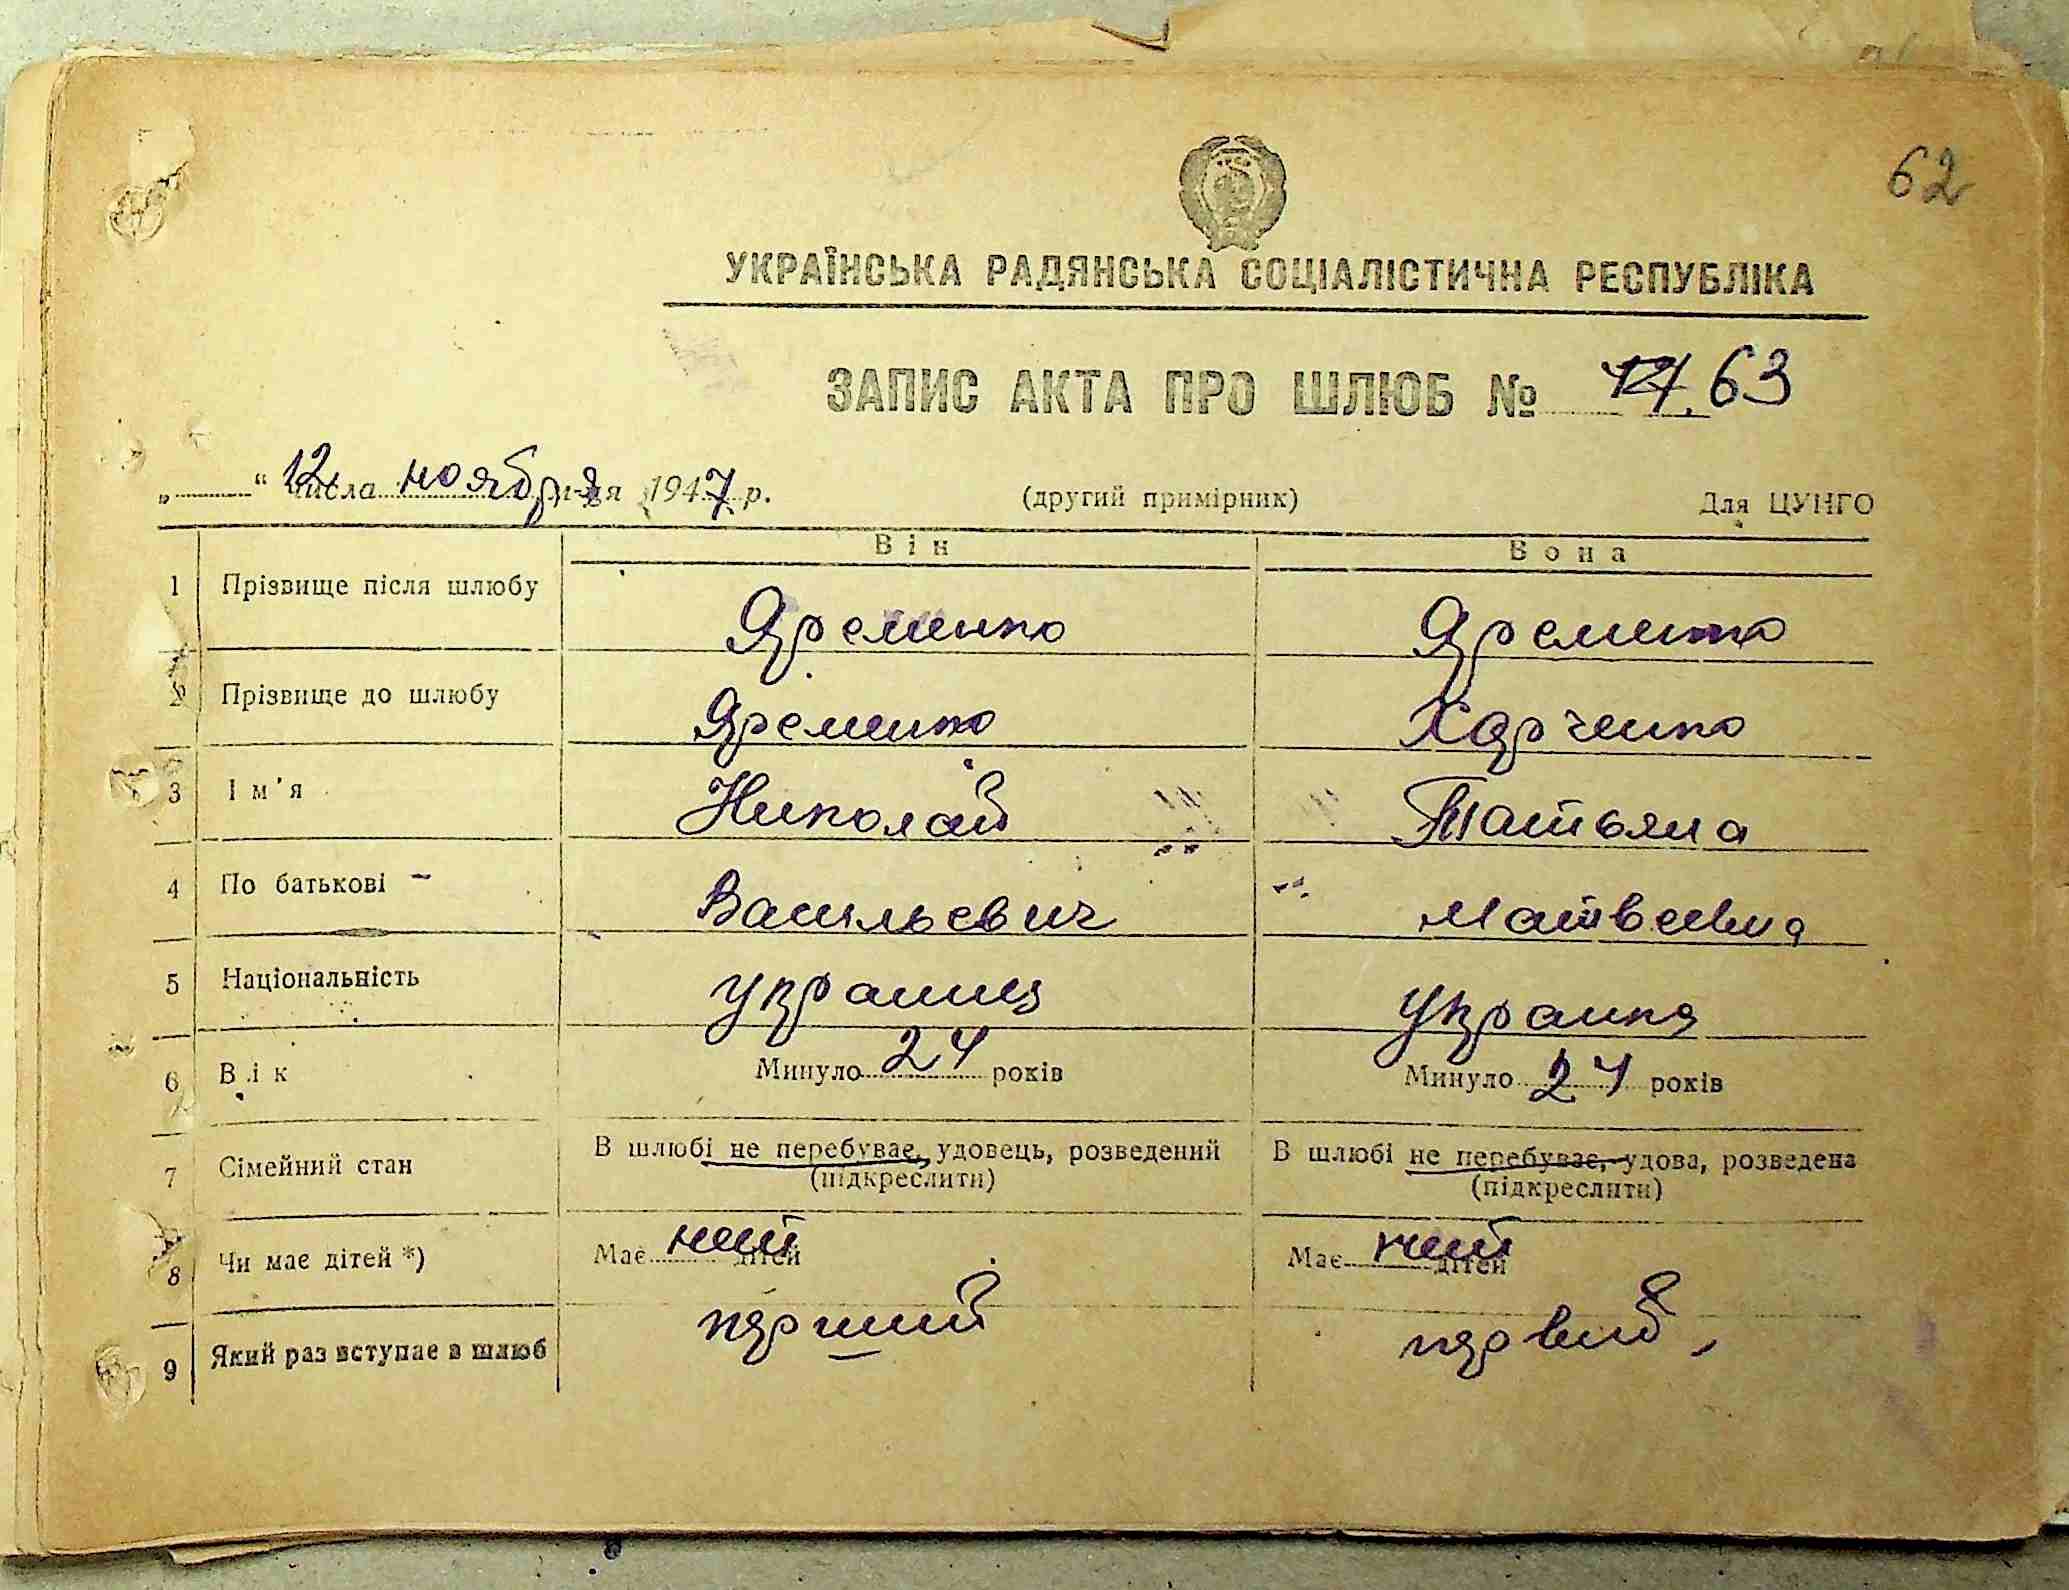 62
УКРАЇНСЬКА РАДЯНСЬКА СОЦІАЛІСТИЧНА РЕСПУБЛІКА
ЗАПИС АКТА ПРО ШЛЮБ № 63
„ “ 12 числа ноября м-ця 1947 р. (другий примірник) Для ЦУНГО
Він Вона
1 Прізвище після шлюбу Яременко Яременко
2 Прізвище до шлюбу Яременко Харченко
3 Ім'я Николай Татьяна
4 По батькові Васильевич Матвеевна
5 Національність украинец украинка
6 Вік Минуло 24 років Минуло 24 років
7 Сімейний стан В шлюбі не перебуває, удовець, розведений В шлюбі не перебуває, удова, розведена
(підкреслити) (підкреслити)
8 Чи має дітей *) Має дітей Має дітей
9 Який раз вступає в шлюб перший первий